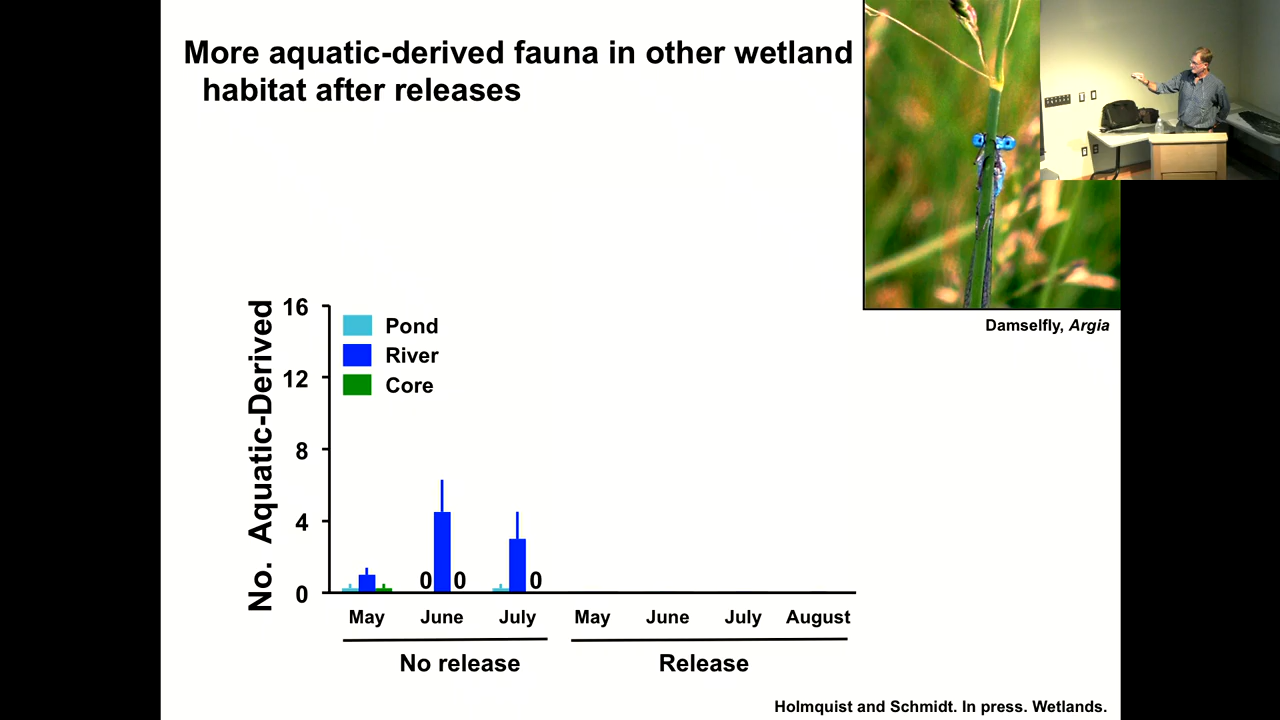 More aquatic-derived fauna in other wetland
habitat after releases
Damselfly, Argia
No. Aquatic-Derived
16
12
8
4
0
Pond
River
Core
0 0 0
May June July May June July August
No release Release
Holmquist and Schmidt. In press. Wetlands.